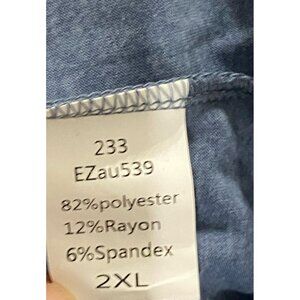 233
EZau539
82%polyester
12%Rayon
6%Spandex
2XL